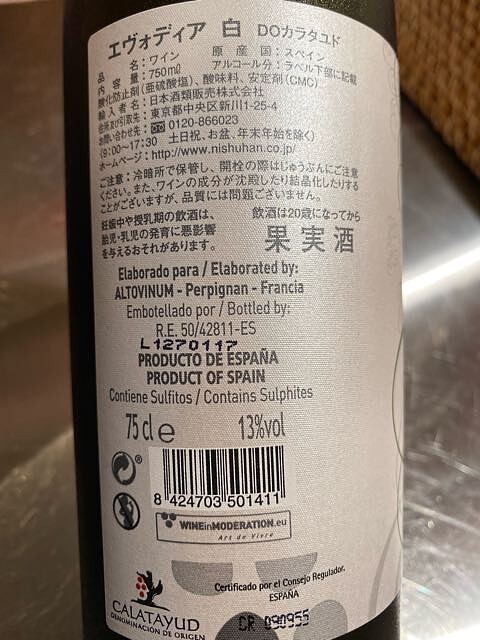 エヴォディア 白 DOカラタユド
品名：ワイン 原産国：スペイン
内容量：750㎖ アルコール分：ラベル下部に記載
酸化防止剤（亜硫酸塩）、酸味料、安定剤（CMC）
輸入者名：日本酒類販売株式会社
住所及び引取先：東京都中央区新川1-25-4
お問い合わせ先：☎ 0120-866023
（9:00〜17:30 土日祝、お盆、年末年始を除く）
ホームページ：http://www.nishuhan.co.jp/
ご注意：冷暗所で保管し、開栓の際はじゅうぶんにご注意
ください。また、ワインの成分が沈殿したり結晶化したりする
ことがございますが、品質には問題ございません。
妊娠中や授乳期の飲酒は、
胎児・乳児の発育に悪影響
を与えるおそれがあります。
飲酒は20歳になってから
果実酒
Elaborado para / Elaborated by:
ALTOVINUM - Perpignan - Francia
Embotellado por / Bottled by:
R.E. 50/42811-ES
L1270117
PRODUCTO DE ESPAÑA
PRODUCT OF SPAIN
Contiene Sulfitos / Contains Sulphites
75 cl e 13%vol
8 424703 501411
WINEinMODERATION.eu
Art de Vivre
Certificado por el Consejo Regulador.
ESPAÑA
CALATAYUD
DENOMINACIÓN DE ORIGEN
CR 090955